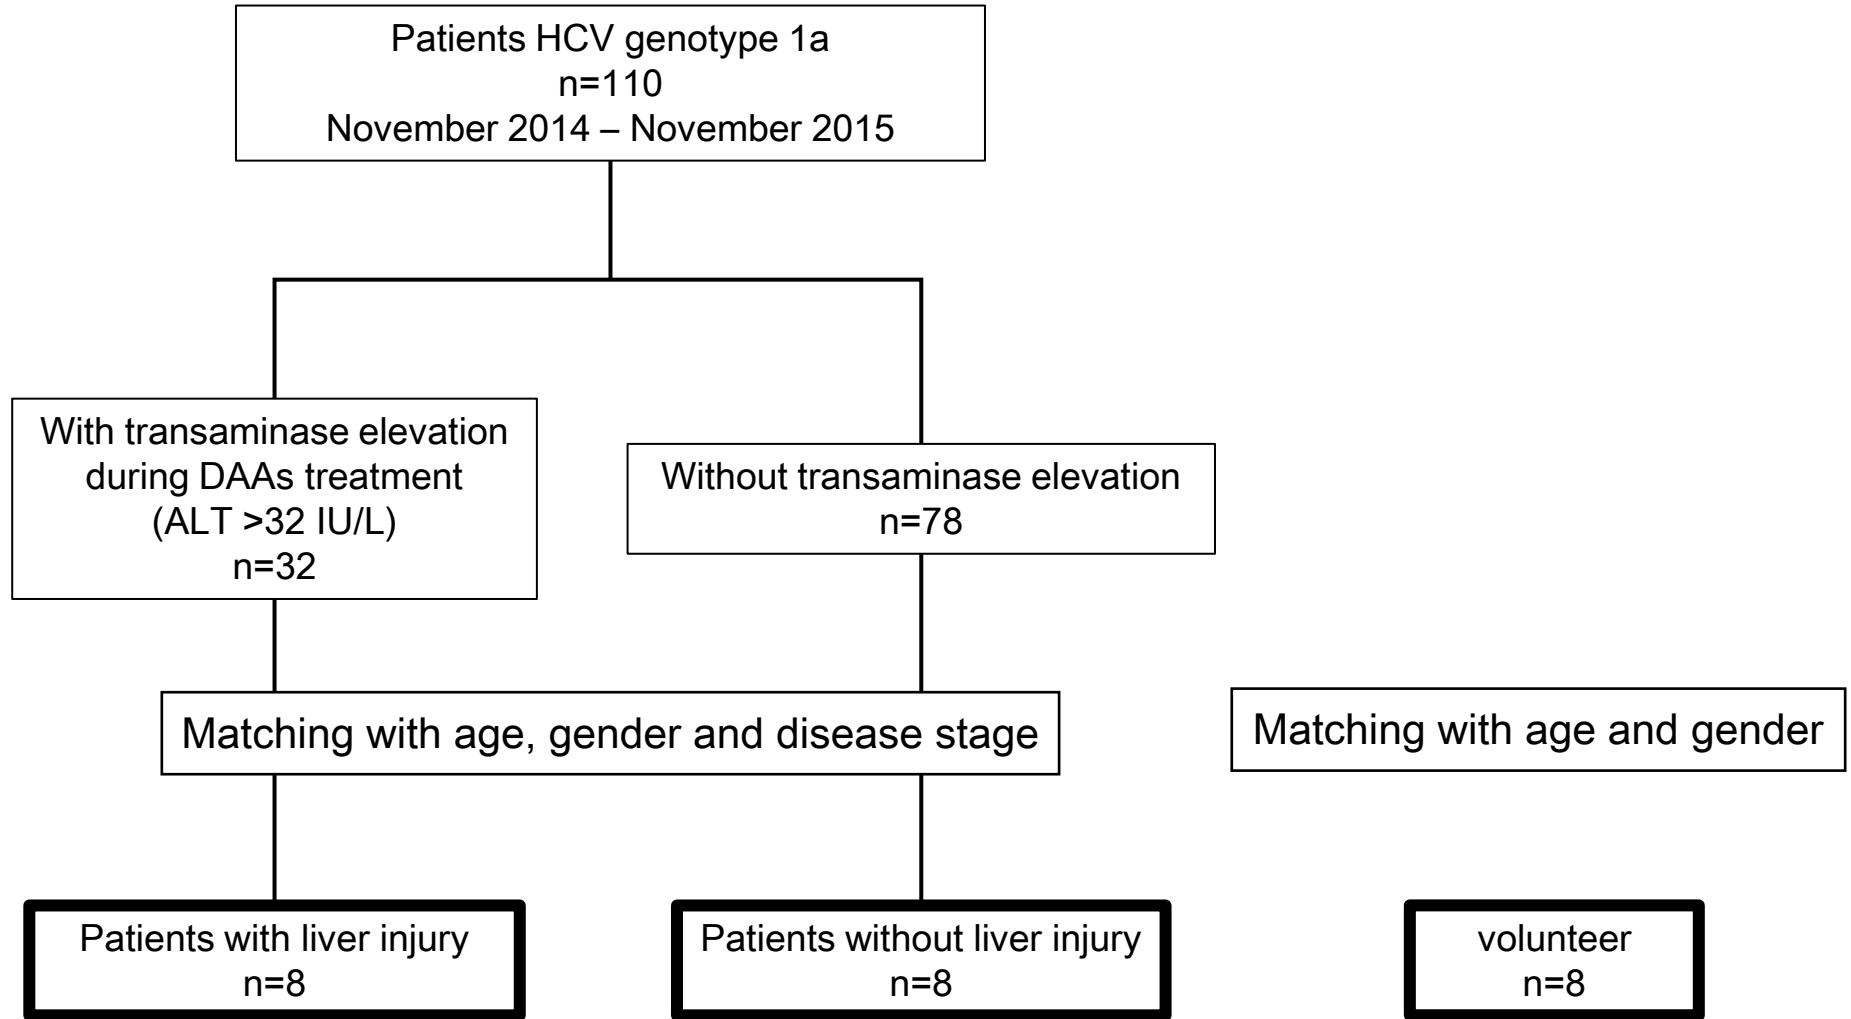 Patients HCV genotype 1a
n=110
November 2014 – November 2015
With transaminase elevation
during DAAs treatment
(ALT >32 IU/L)
n=32
Without transaminase elevation
n=78
Matching with age, gender and disease stage
Matching with age and gender
Patients with liver injury
n=8
Patients without liver injury
n=8
volunteer
n=8